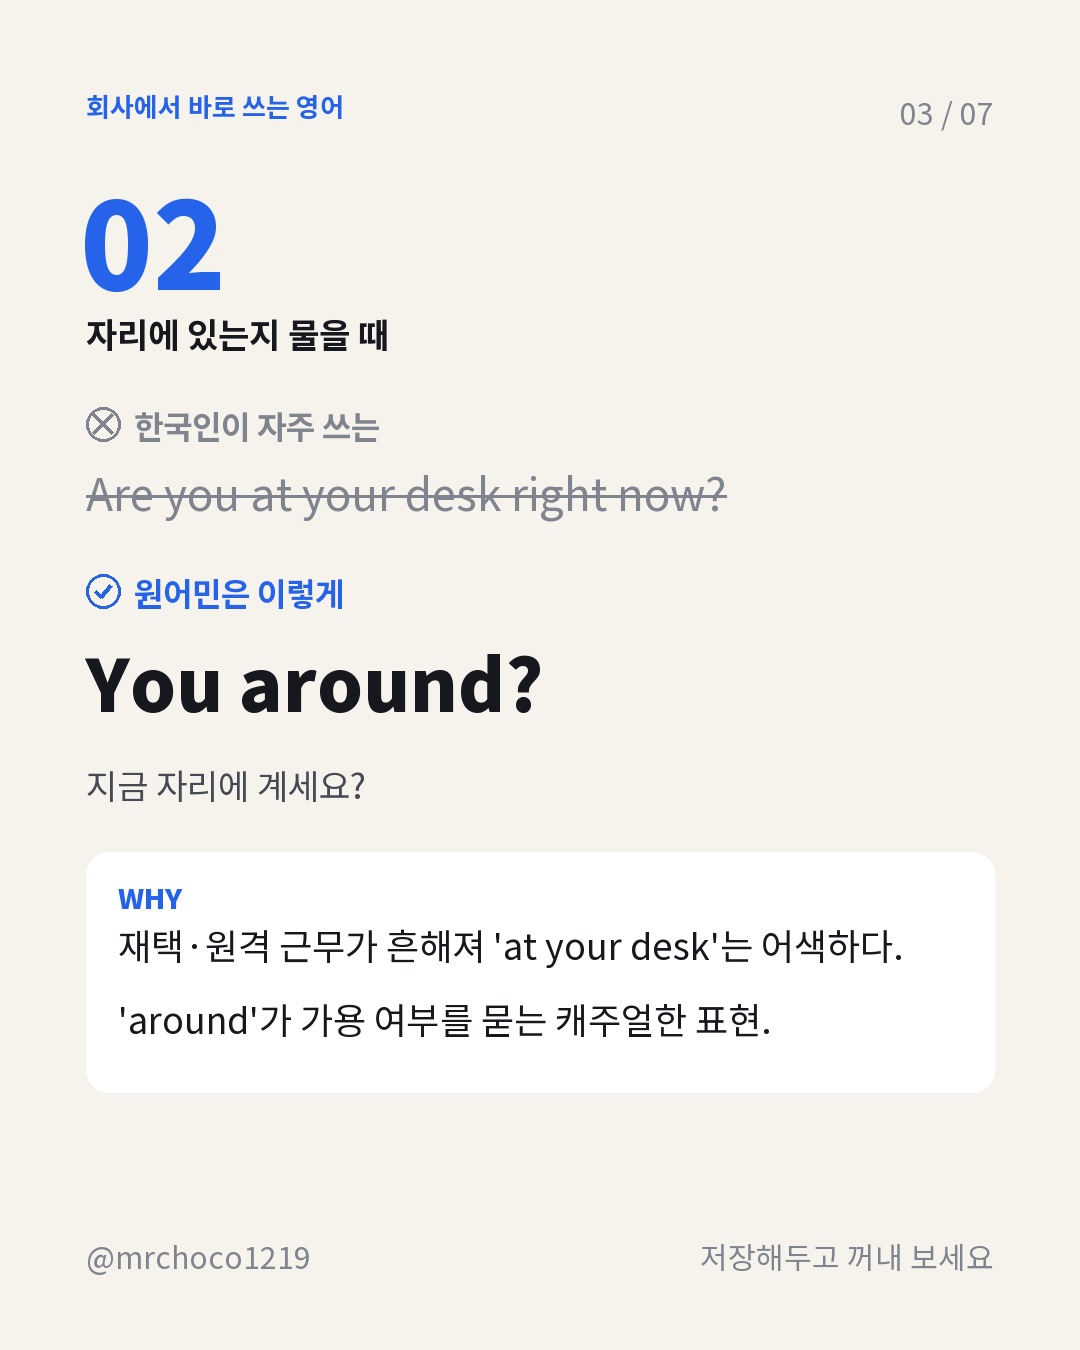 회사에서 바로 쓰는 영어
03 / 07
02
자리에 있는지 물을 때
한국인이 자주 쓰는
Are you at your desk right now?
원어민은 이렇게
You around?
지금 자리에 계세요?
WHY
재택·원격 근무가 흔해져 'at your desk'는 어색하다.
'around'가 가용 여부를 묻는 캐주얼한 표현.
@mrchoco1219
저장해두고 꺼내 보세요